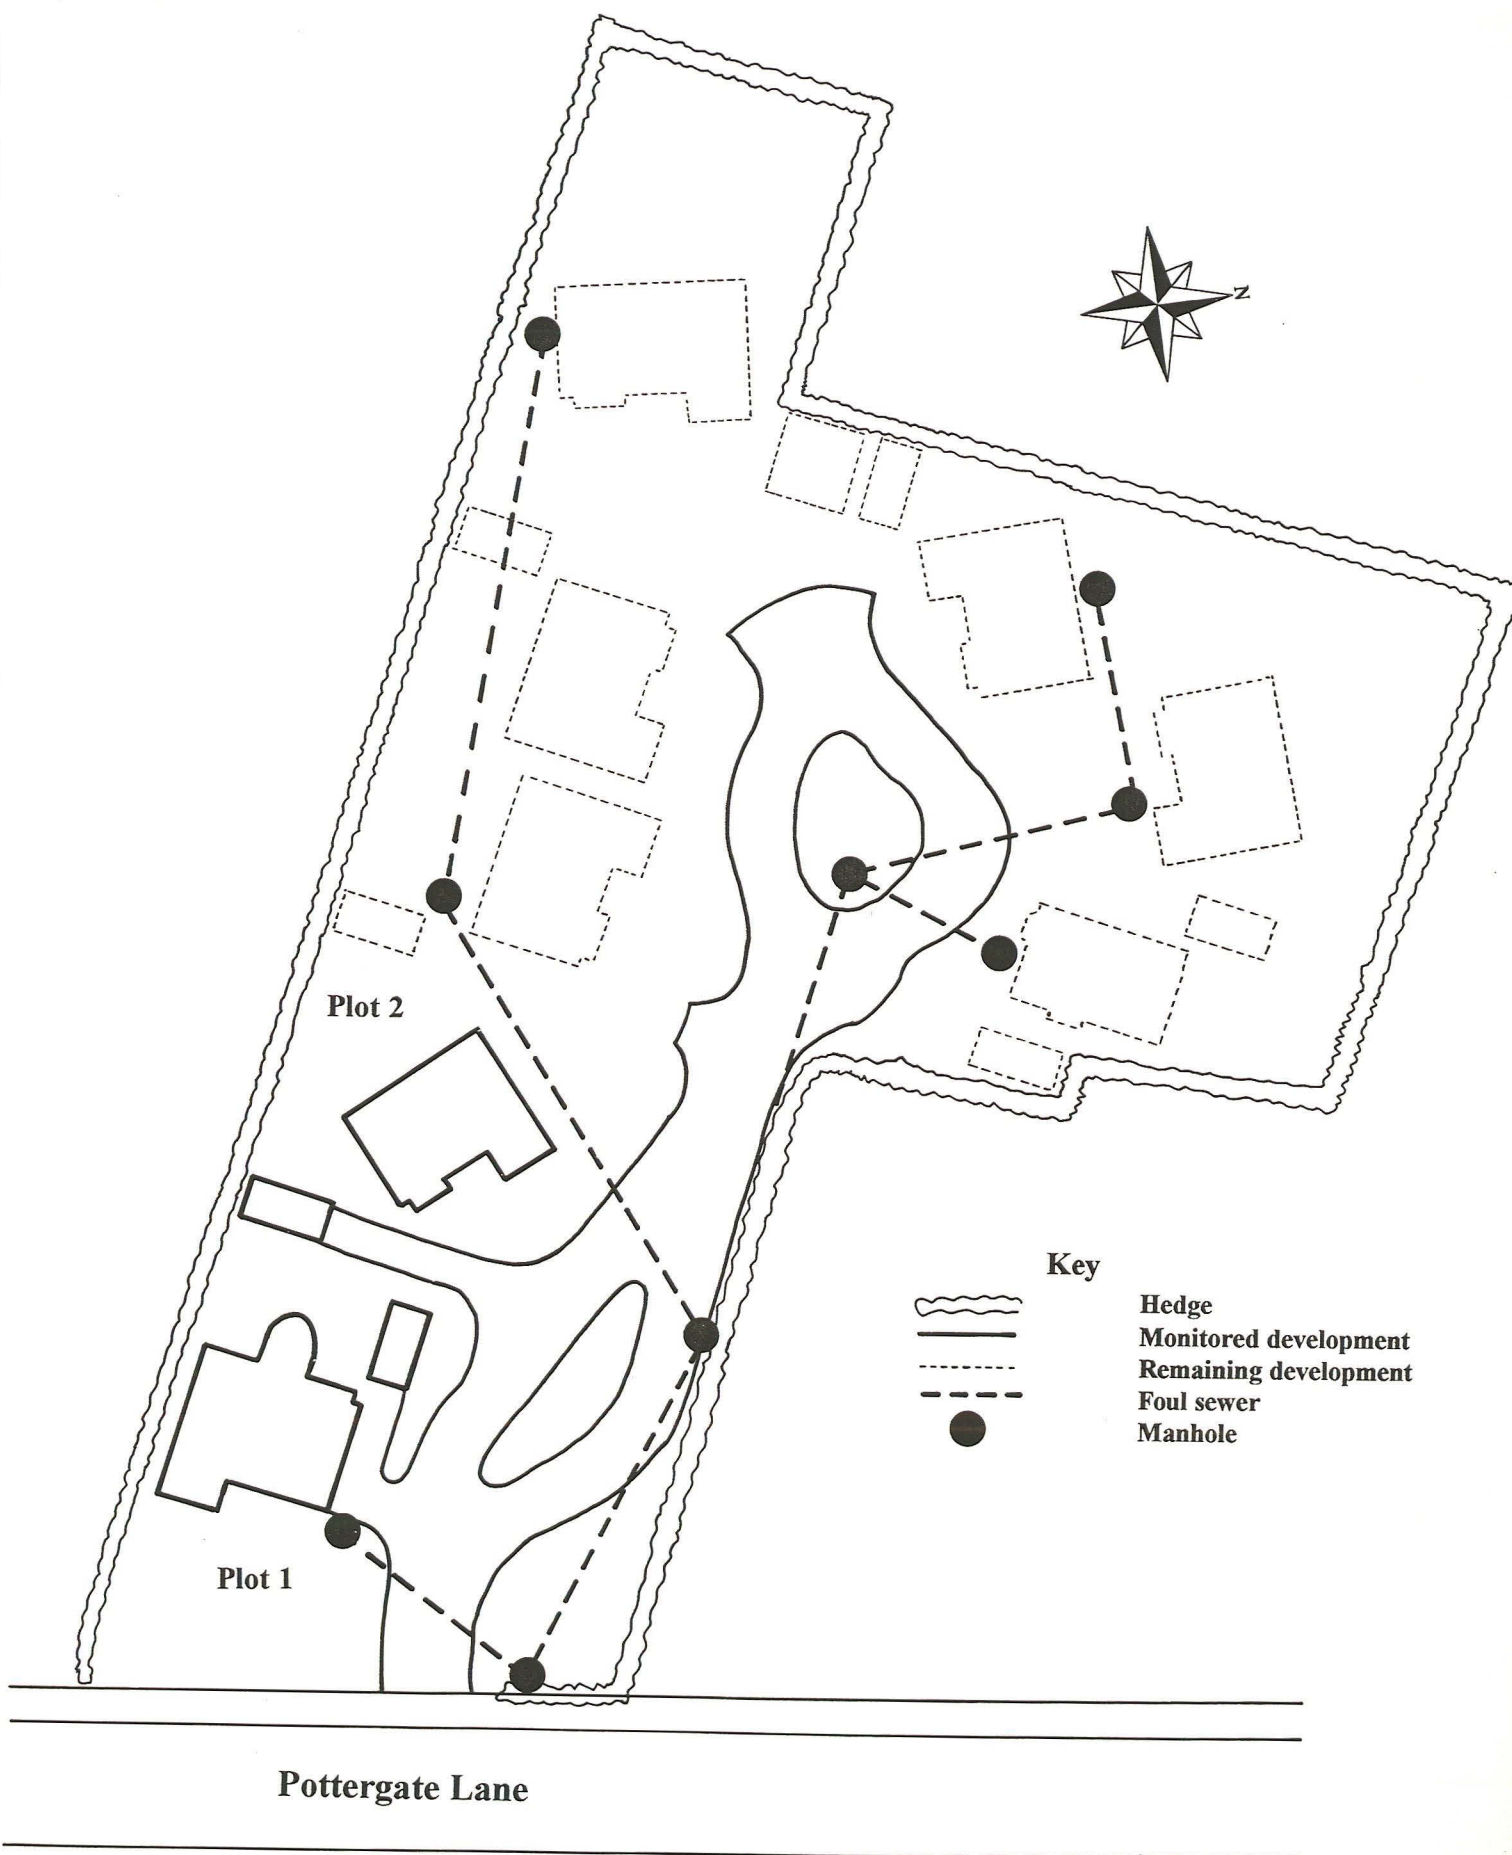 N
Plot 2
Key
Hedge
Monitored development
Remaining development
Foul sewer
Manhole
Plot 1
Pottergate Lane